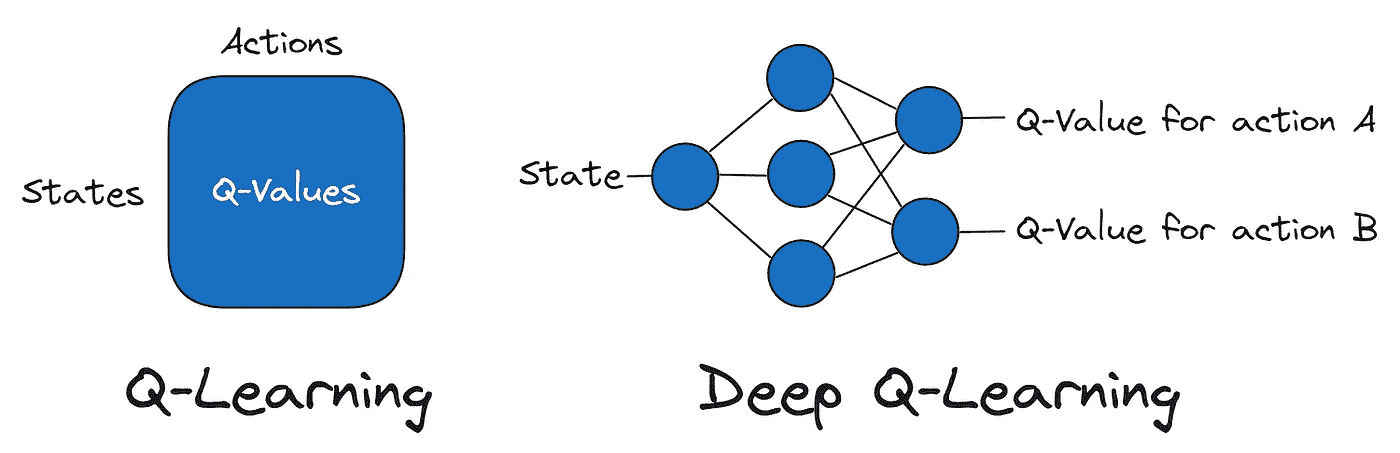 Actions
States
Q-Values
Q-Learning
State
Q-Value for action A
Q-Value for action B
Deep Q-Learning